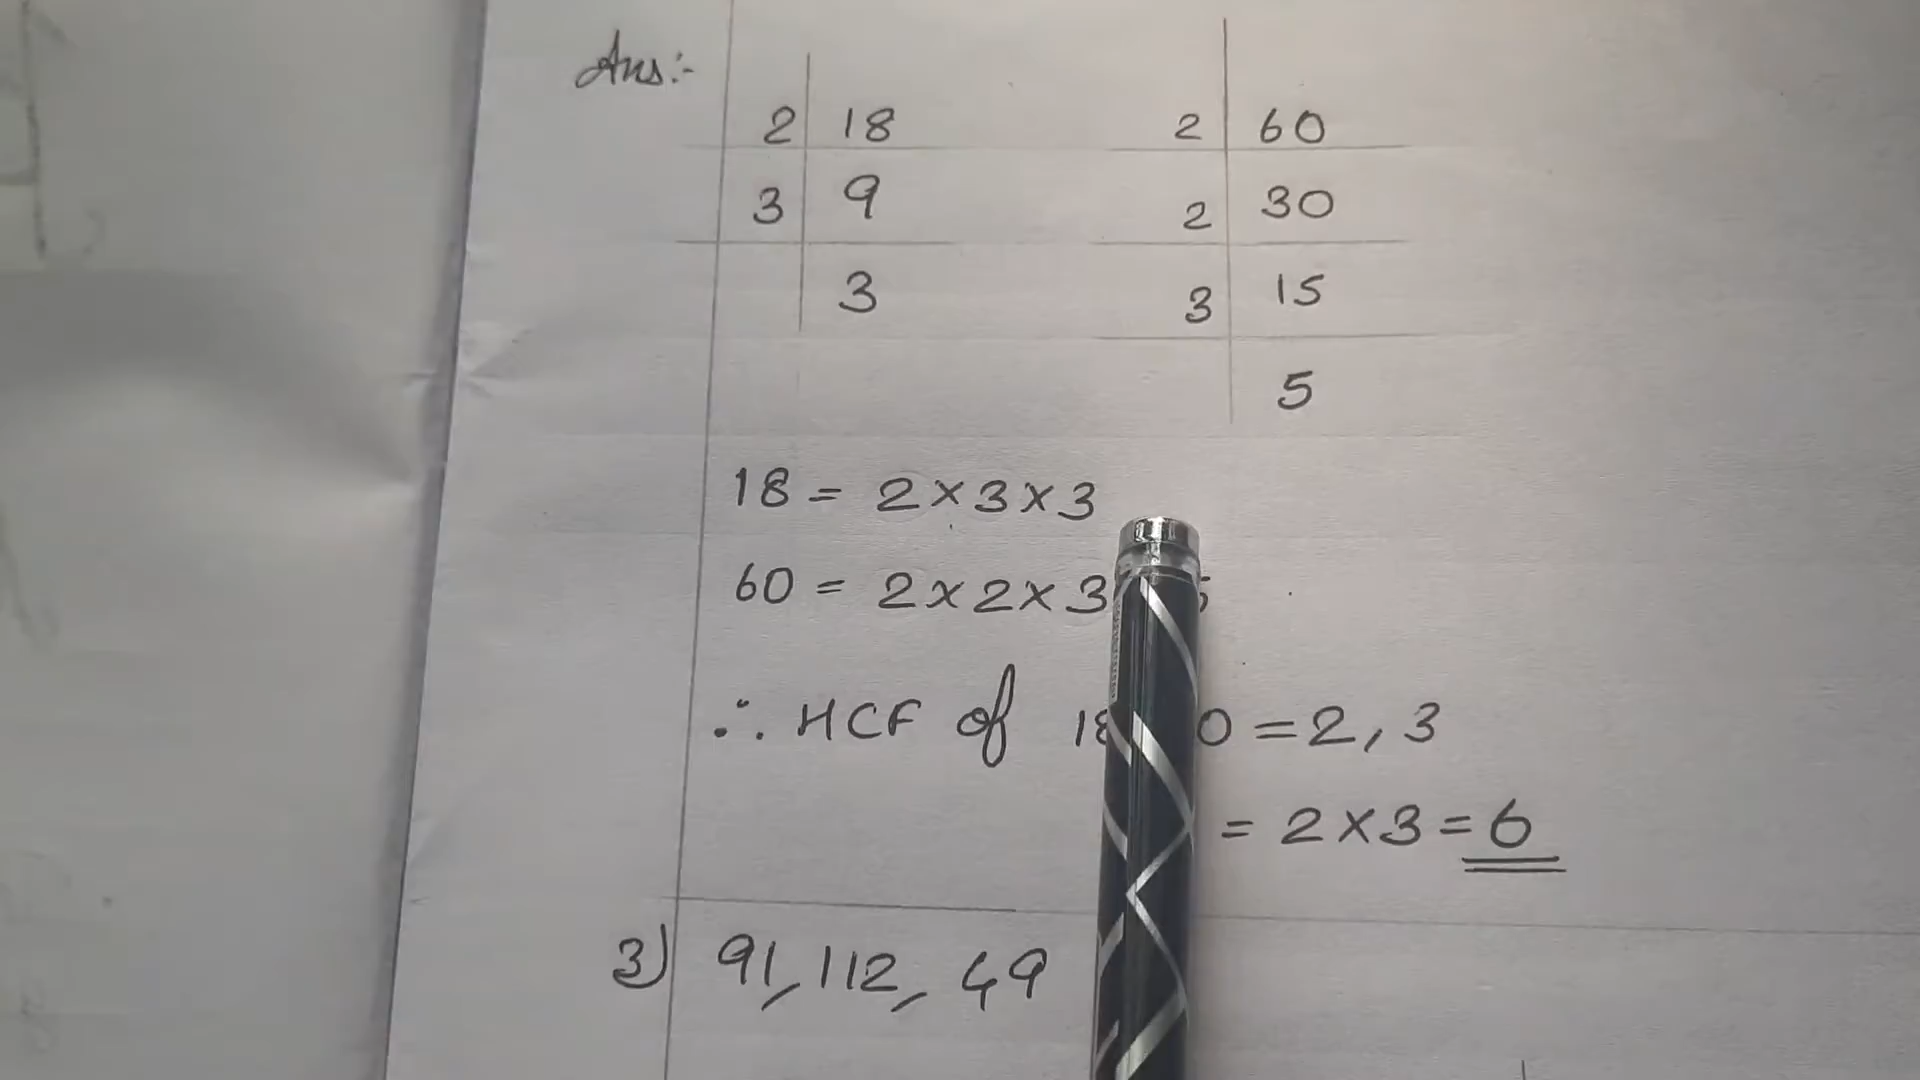 Ans:-
2 18 2 60
3 9 2 30
3 3 15
5
18 = 2×3×3
60 = 2×2×3
∴ HCF of 0 = 2, 3
= 2×3 = 6
3) 91, 112, 49